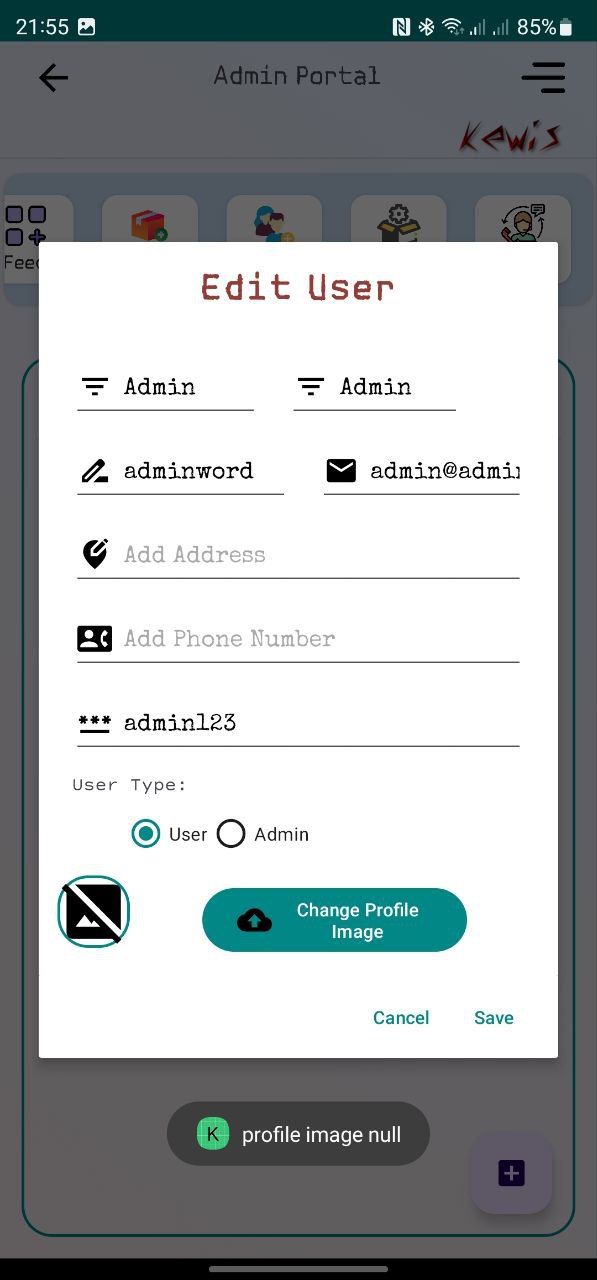 21:55 85%
Admin Portal
Kewis
Edit User
Admin Admin
adminword admin@admi
Add Address
Add Phone Number
*** admin123
User Type:
User Admin
Change Profile
Image
Cancel Save
K profile image null